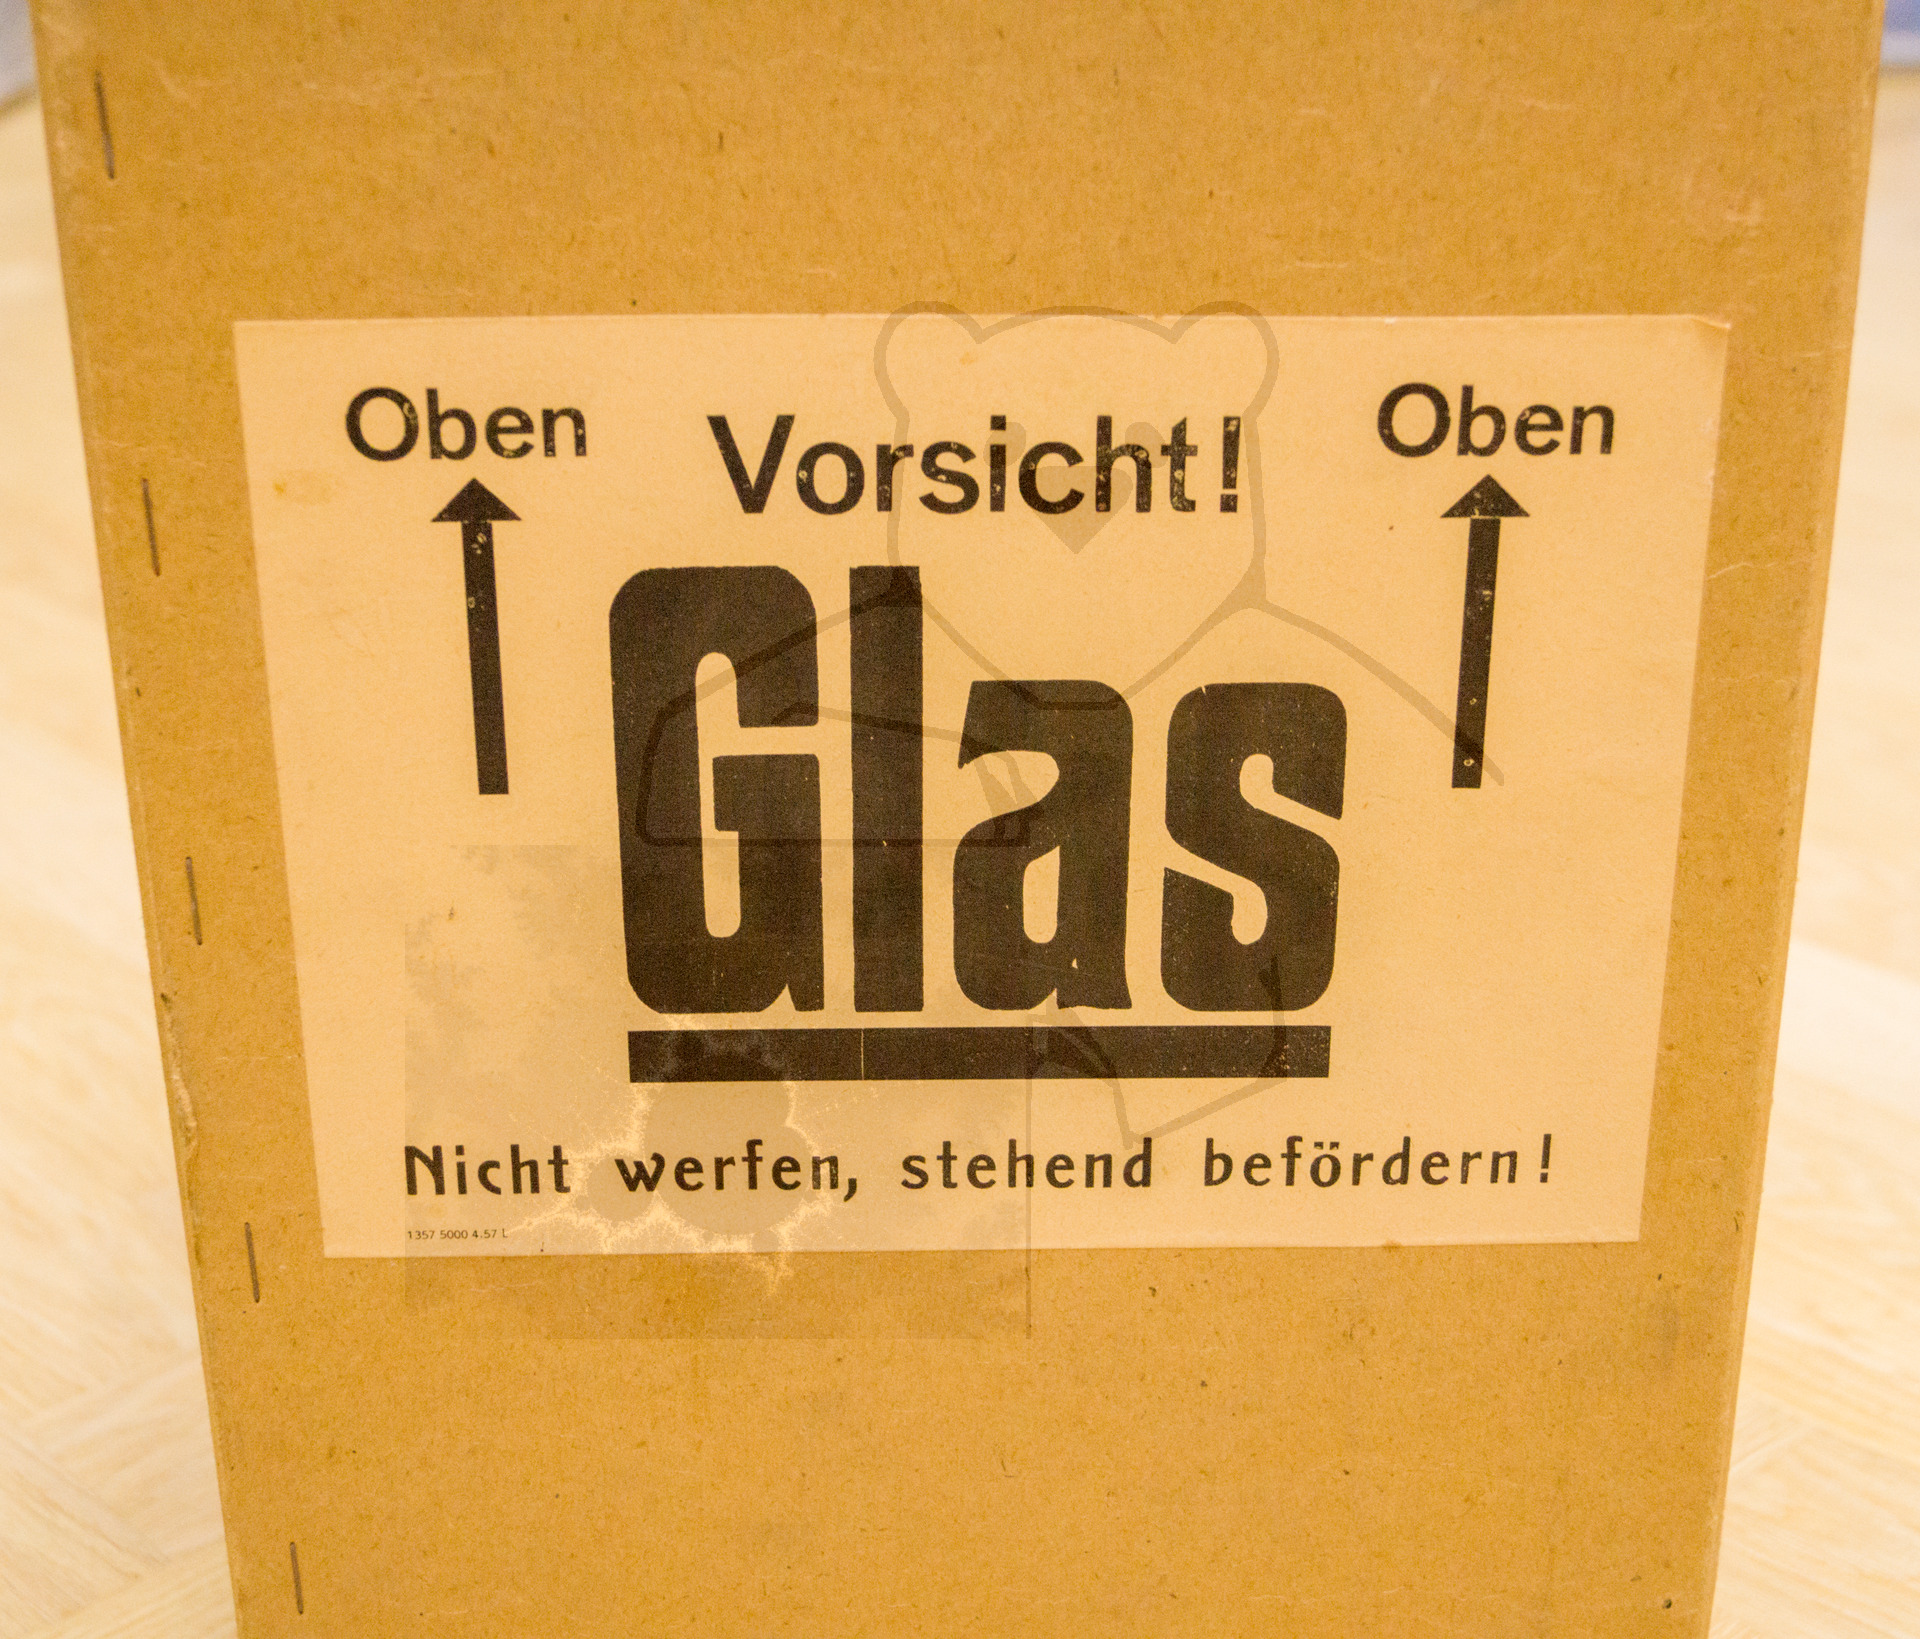 Oben Vorsicht! Oben
Glas
Nicht werfen, stehend befördern!
1357 5000 4.57 L